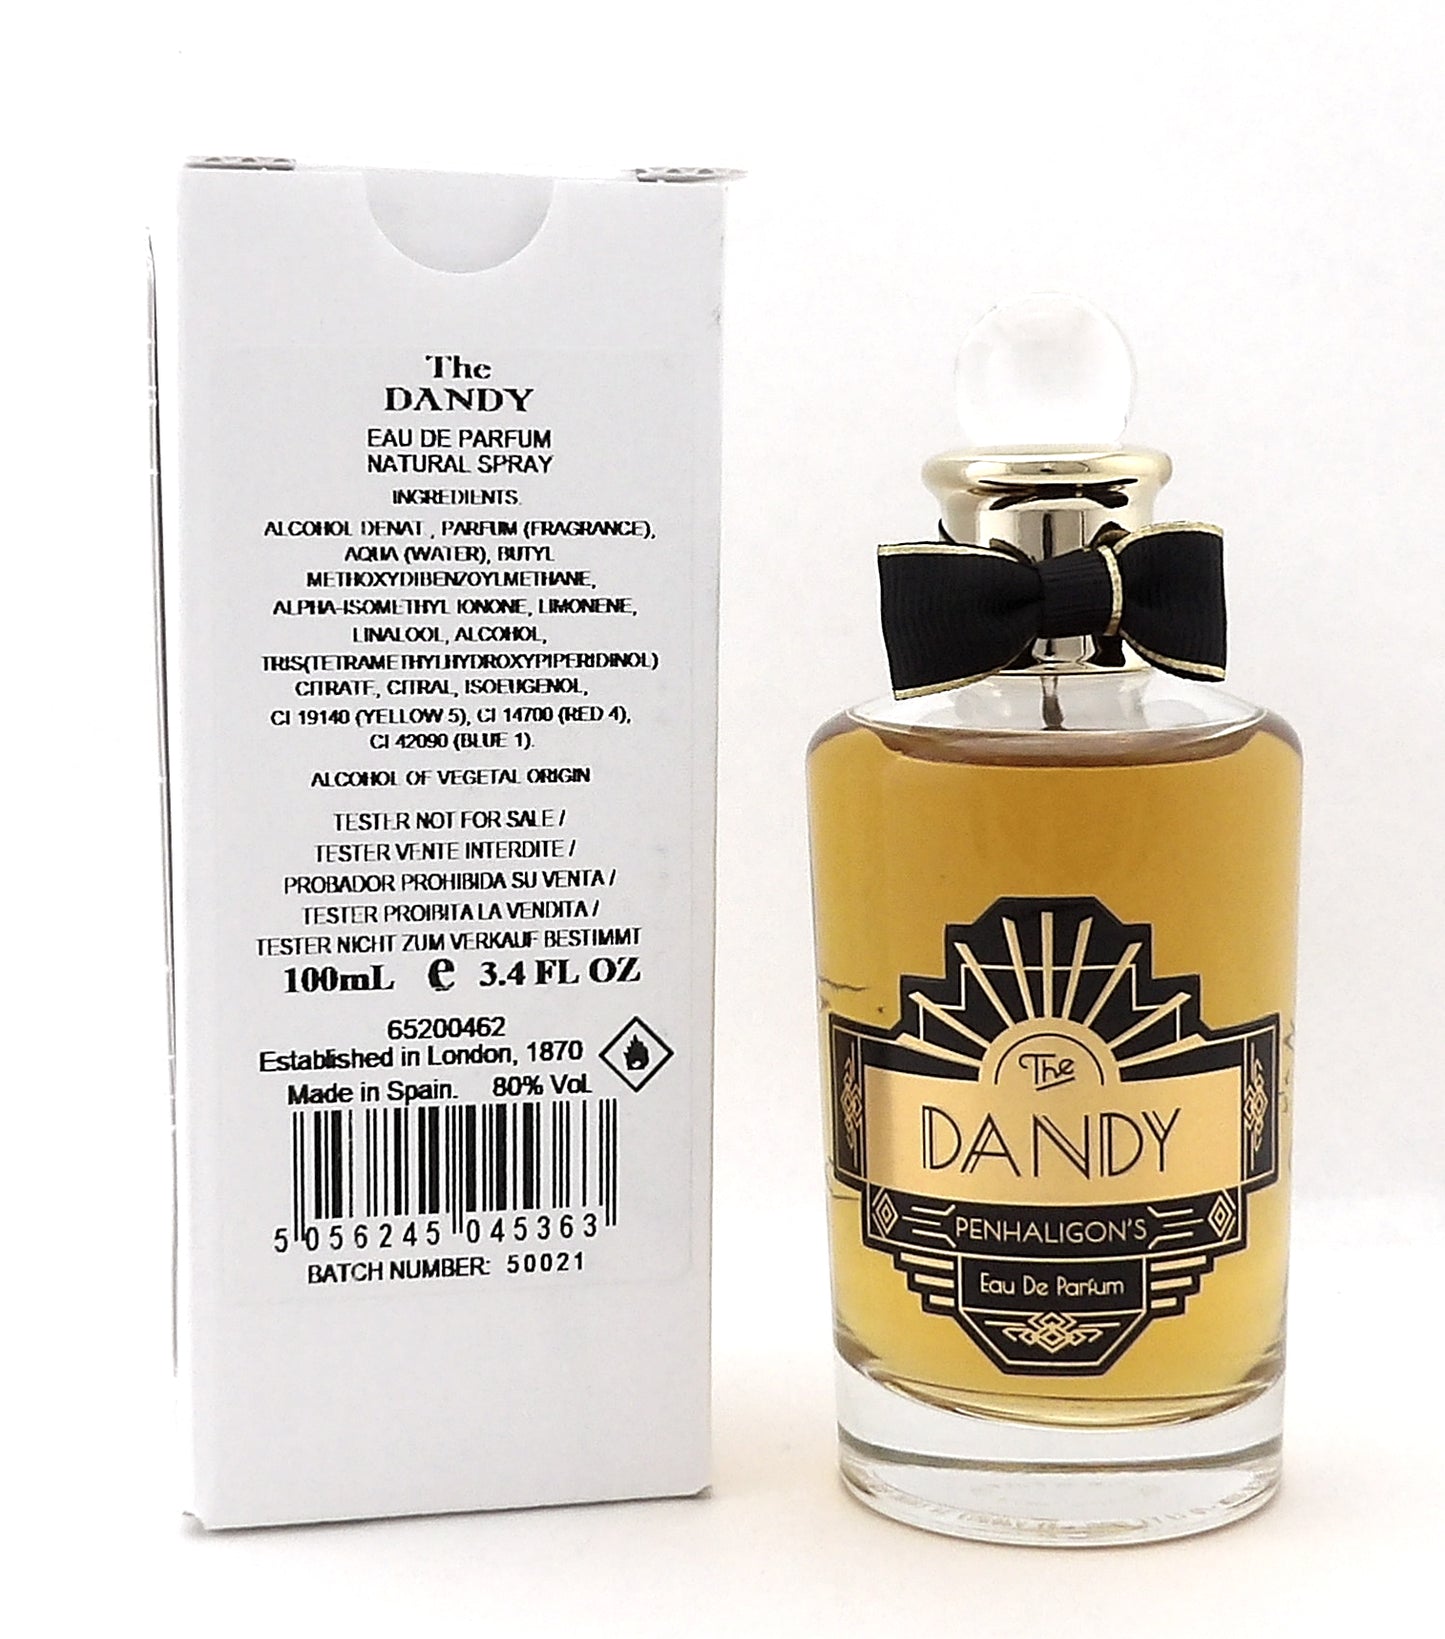 The
DANDY
EAU DE PARFUM
NATURAL SPRAY
INGREDIENTS.
ALCOHOL DENAT., PARFUM (FRAGRANCE),
AQUA (WATER), BUTYL
METHOXYDIBENZOYLMETHANE,
ALPHA-ISOMETHYL IONONE, LIMONENE,
LINALOOL, ALCOHOL,
TRIS(TETRAMETHYLHYDROXYPIPERIDINOL)
CITRATE, CITRAL, ISOEUGENOL,
CI 19140 (YELLOW 5), CI 14700 (RED 4),
CI 42090 (BLUE 1).
ALCOHOL OF VEGETAL ORIGIN
TESTER NOT FOR SALE /
TESTER VENTE INTERDITE /
PROBADOR PROHIBIDA SU VENTA /
TESTER PROIBITA LA VENDITA /
TESTER NICHT ZUM VERKAUF BESTIMMT
100mL e 3.4 FL OZ
65200462
Established in London, 1870
Made in Spain. 80% Vol.
5 056245 045363
BATCH NUMBER: 50021
The
DANDY
PENHALIGON'S
Eau De Parfum